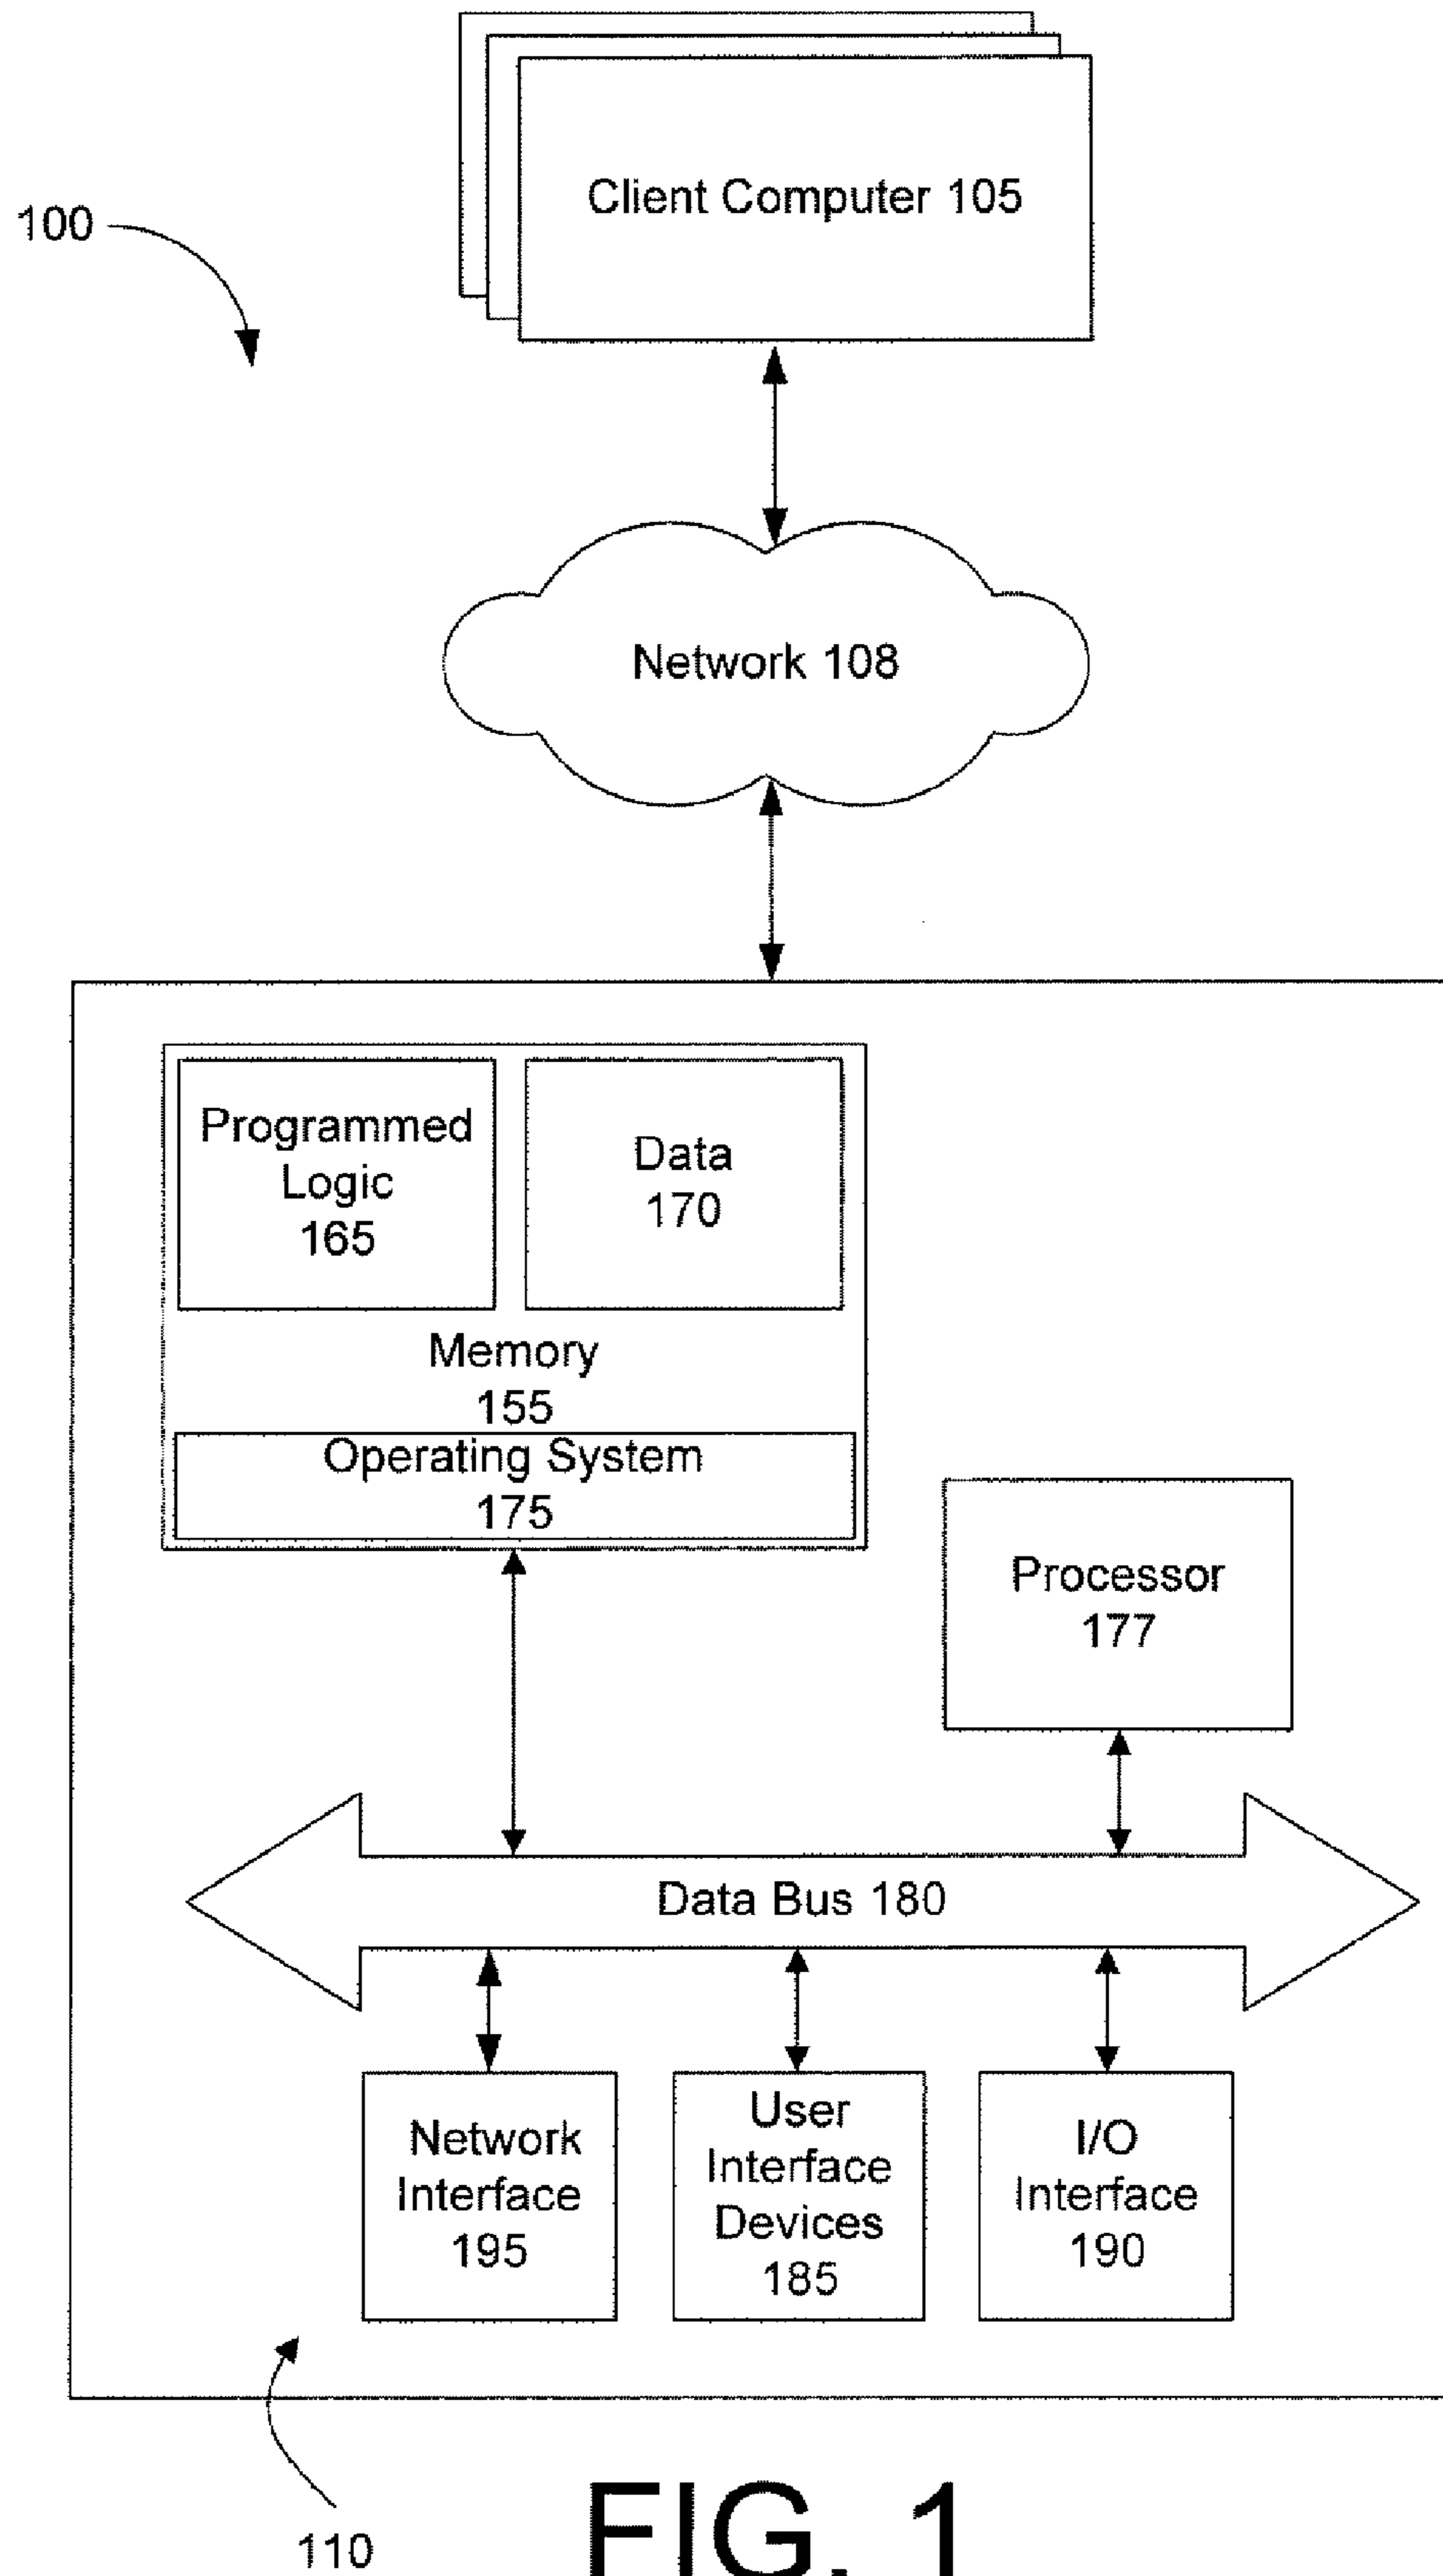 Client Computer 105
100
Network 108
Programmed
Logic
165
Data
170
Memory
155
Operating System
175
Processor
177
Data Bus 180
Network
Interface
195
User
Interface
Devices
185
I/O
Interface
190
110
FIG. 1